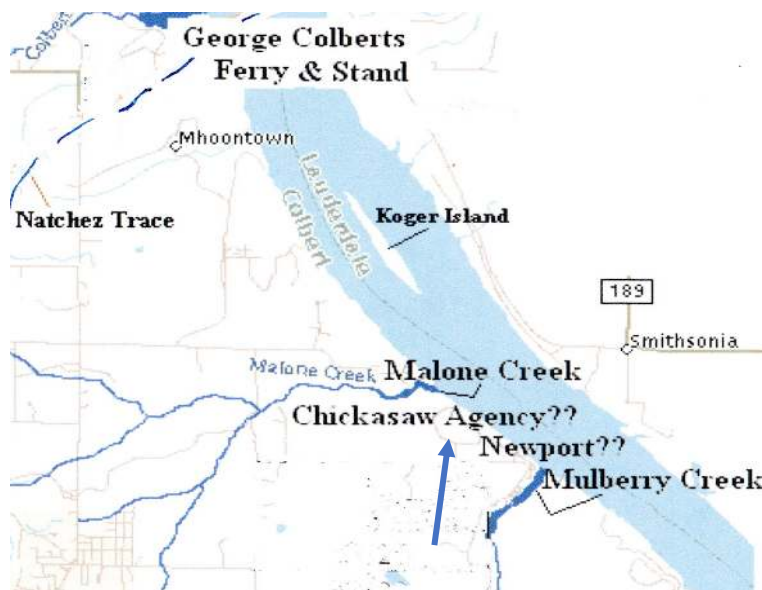 Colbert
George Colberts
Ferry & Stand
Mhoontown
Natchez Trace
Lauderdale
Colbert
Koger Island
189
Smithsonia
Malone Creek
Malone Creek
Chickasaw Agency??
Newport??
Mulberry Creek